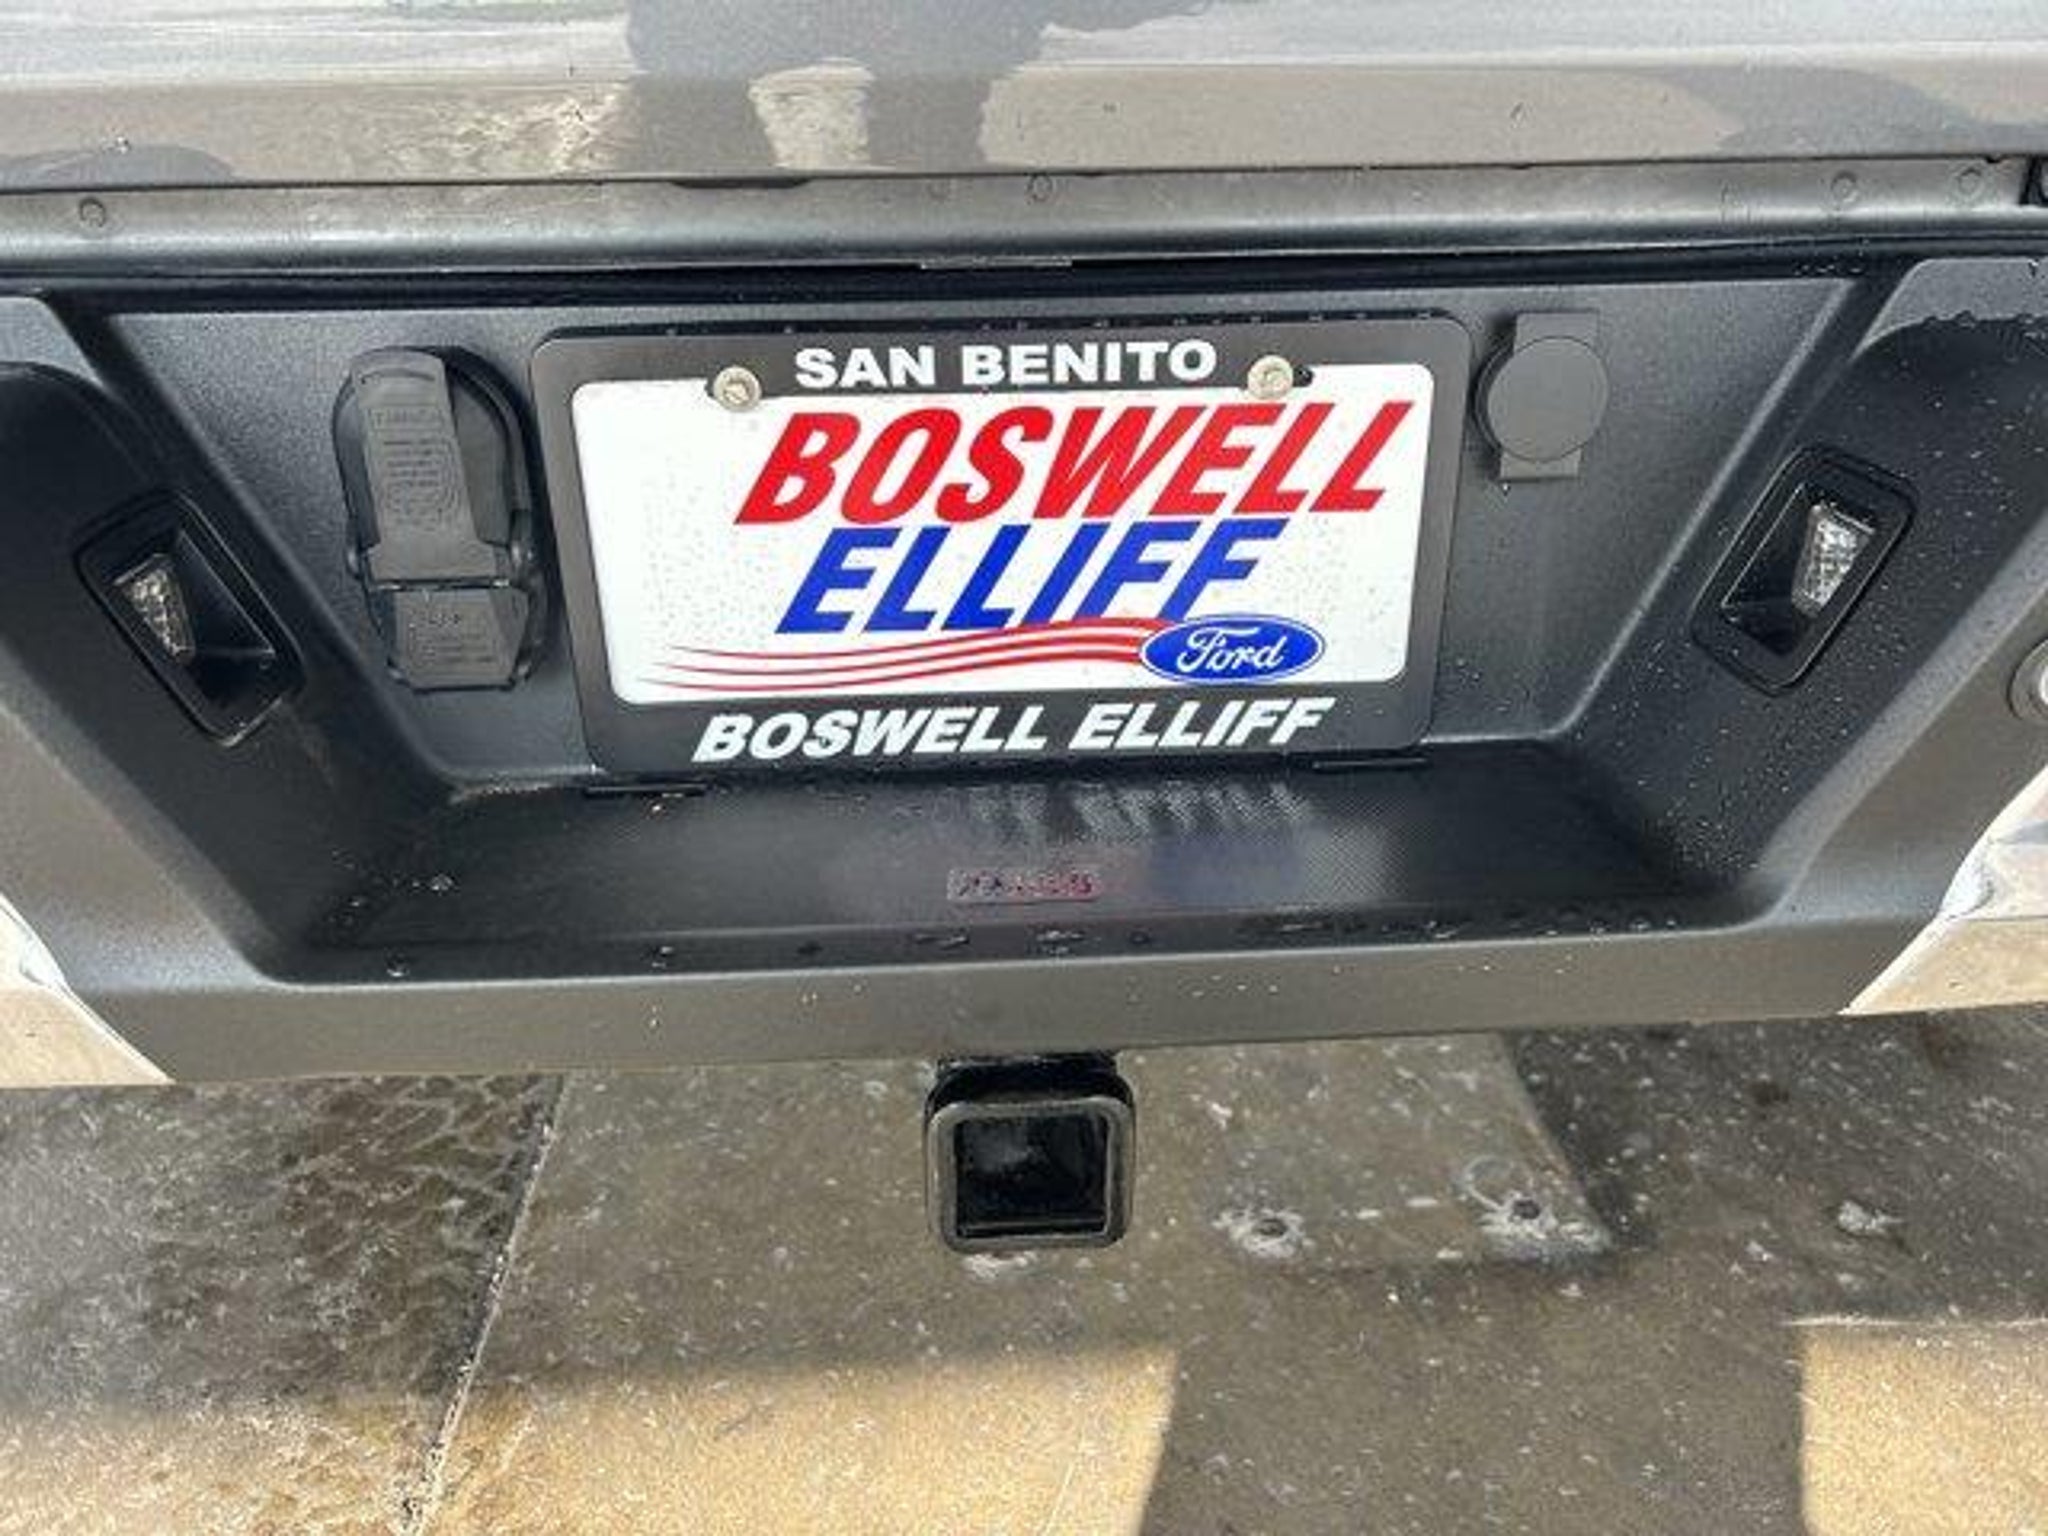 SAN BENITO
BOSWELL
ELLIFF
Ford
BOSWELL ELLIFF